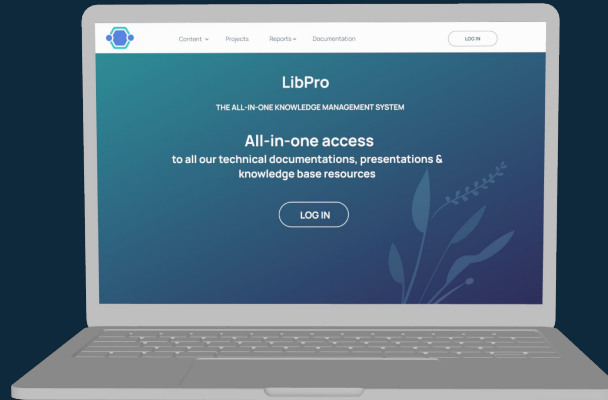 Content Projects Reports Documentation LOG IN
LibPro
THE ALL-IN-ONE KNOWLEDGE MANAGEMENT SYSTEM
All-in-one access
to all our technical documentations, presentations &
knowledge base resources
LOG IN